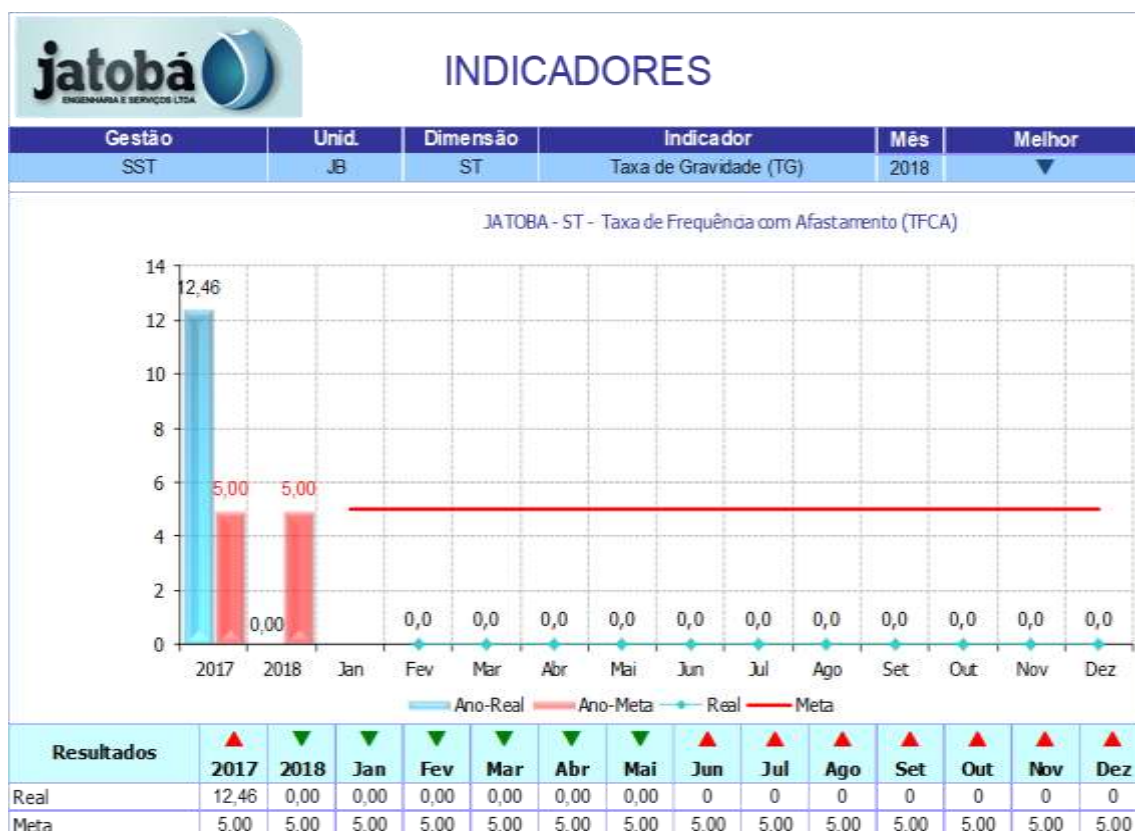 jatobá
ENGENHARIA E SERVIÇOS LTDA
INDICADORES
Gestão Unid. Dimensão Indicador Mês Melhor
SST JB ST Taxa de Gravidade (TG) 2018 ▼
JATOBA - ST - Taxa de Frequência com Afastamento (TFCA)
14
12,46
12
10
8
6
5,00 5,00
4
2
0,00 0,0 0,0 0,0 0,0 0,0 0,0 0,0 0,0 0,0 0,0 0,0
0
2017 2018 Jan Fev Mar Abr Mai Jun Jul Ago Set Out Nov Dez
Ano-Real Ano-Meta Real Meta
Resultados ▲ ▼ ▼ ▼ ▼ ▼ ▼ ▲ ▲ ▲ ▲ ▲ ▲ ▲
2017 2018 Jan Fev Mar Abr Mai Jun Jul Ago Set Out Nov Dez
Real 12,46 0,00 0,00 0,00 0,00 0,00 0,00 0 0 0 0 0 0 0
Meta 5,00 5,00 5,00 5,00 5,00 5,00 5,00 5,00 5,00 5,00 5,00 5,00 5,00 5,00